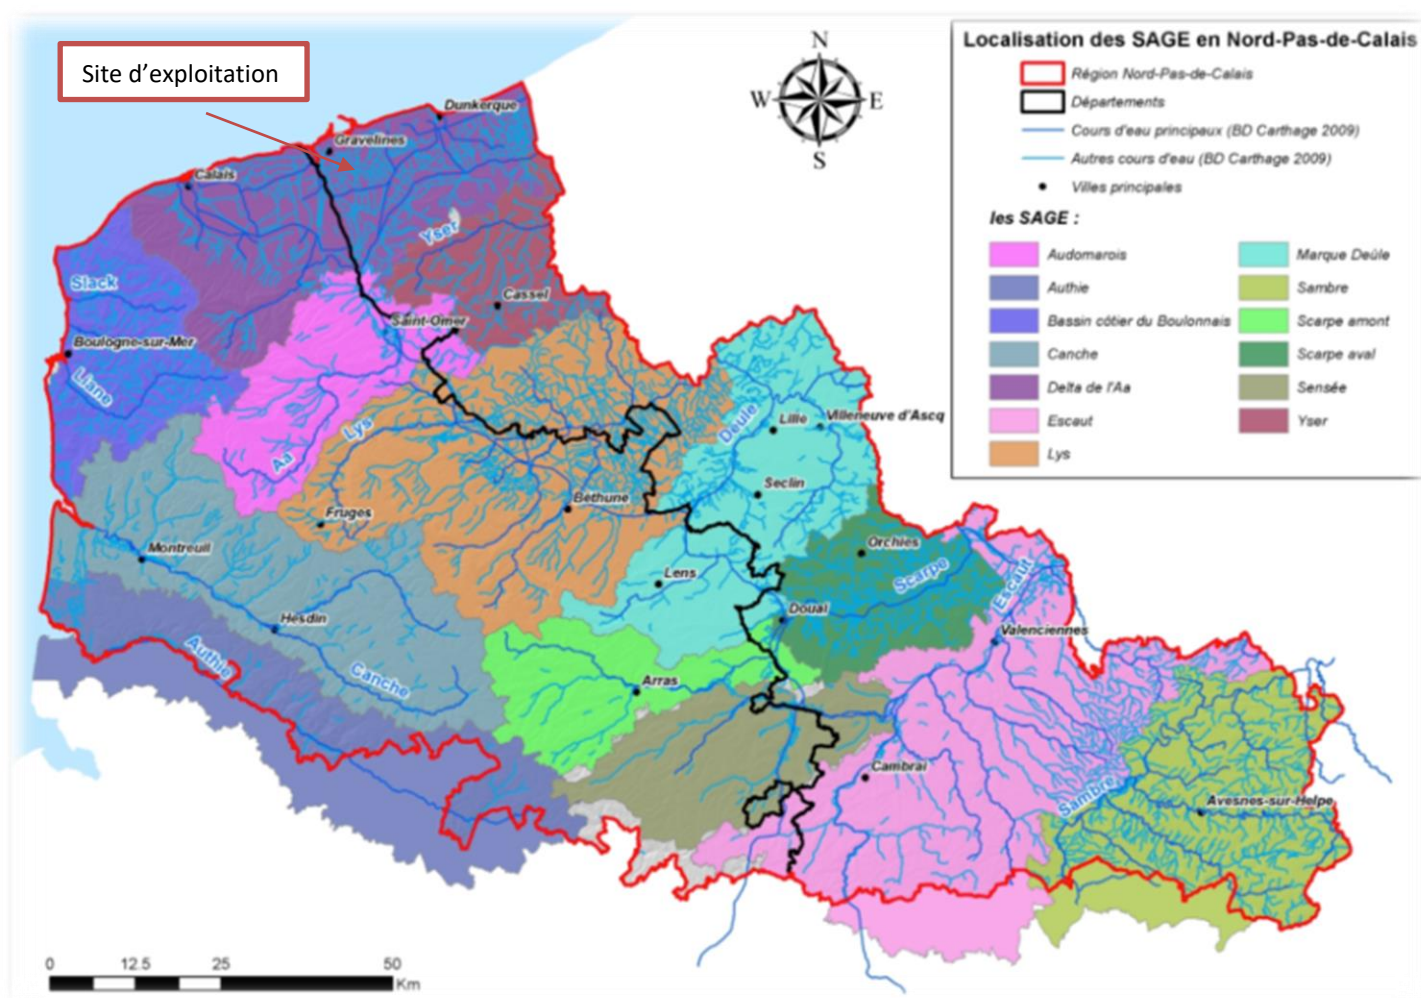 Site d’exploitation
N
W
E
S
Localisation des SAGE en Nord-Pas-de-Calais
Région Nord-Pas-de-Calais
Départements
Cours d'eau principaux (BD Carthage 2009)
Autres cours d'eau (BD Carthage 2009)
Villes principales
les SAGE :
Audomarois
Authie
Bassin côtier du Boulonnais
Canche
Delta de l'Aa
Escaut
Lys
Marque Deûle
Sambre
Scarpe amont
Scarpe aval
Sensée
Yser
Dunkerque
Gravelines
Calais
Yser
Slack
Cassel
Saint-Omer
Boulogne-sur-Mer
Liane
Lys
Aa
Deule
Lille
Villeneuve d'Ascq
Seclin
Béthune
Fruges
Orchies
Montreuil
Lens
Scarpe
Escaut
Hesdin
Douai
Valenciennes
Authie
Canche
Arras
Cambrai
Sambre
Avesnes-sur-Helpe
0 12.5 25 50
Km